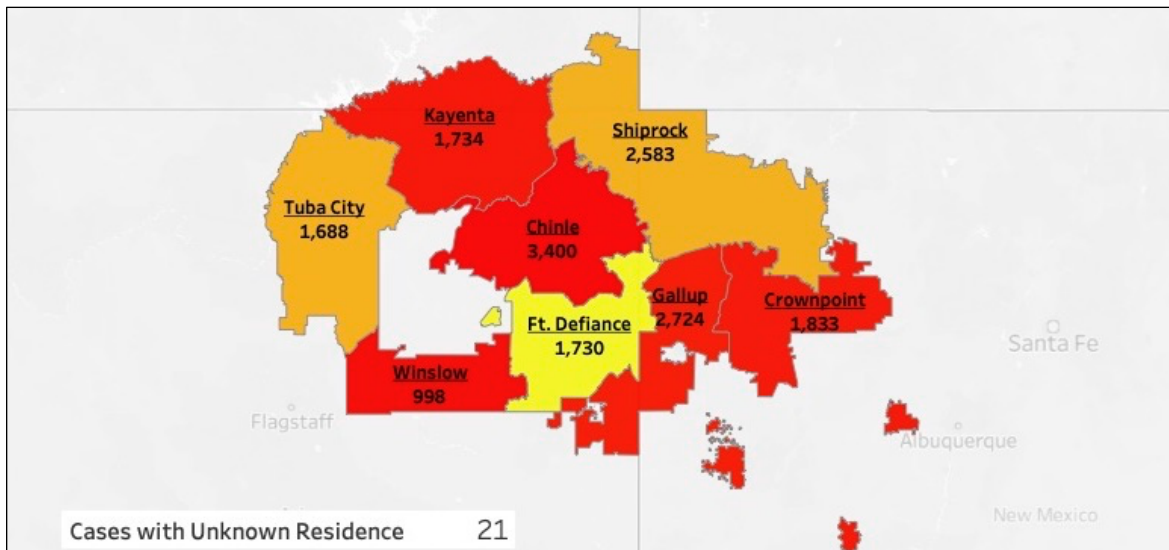 Kayenta
1,734
Shiprock
2,583
Tuba City
1,688
Chinle
3,400
Gallup
2,724
Crownpoint
1,833
Ft. Defiance
1,730
Santa Fe
Winslow
998
Flagstaff
Albuquerque
New Mexico
Cases with Unknown Residence 21